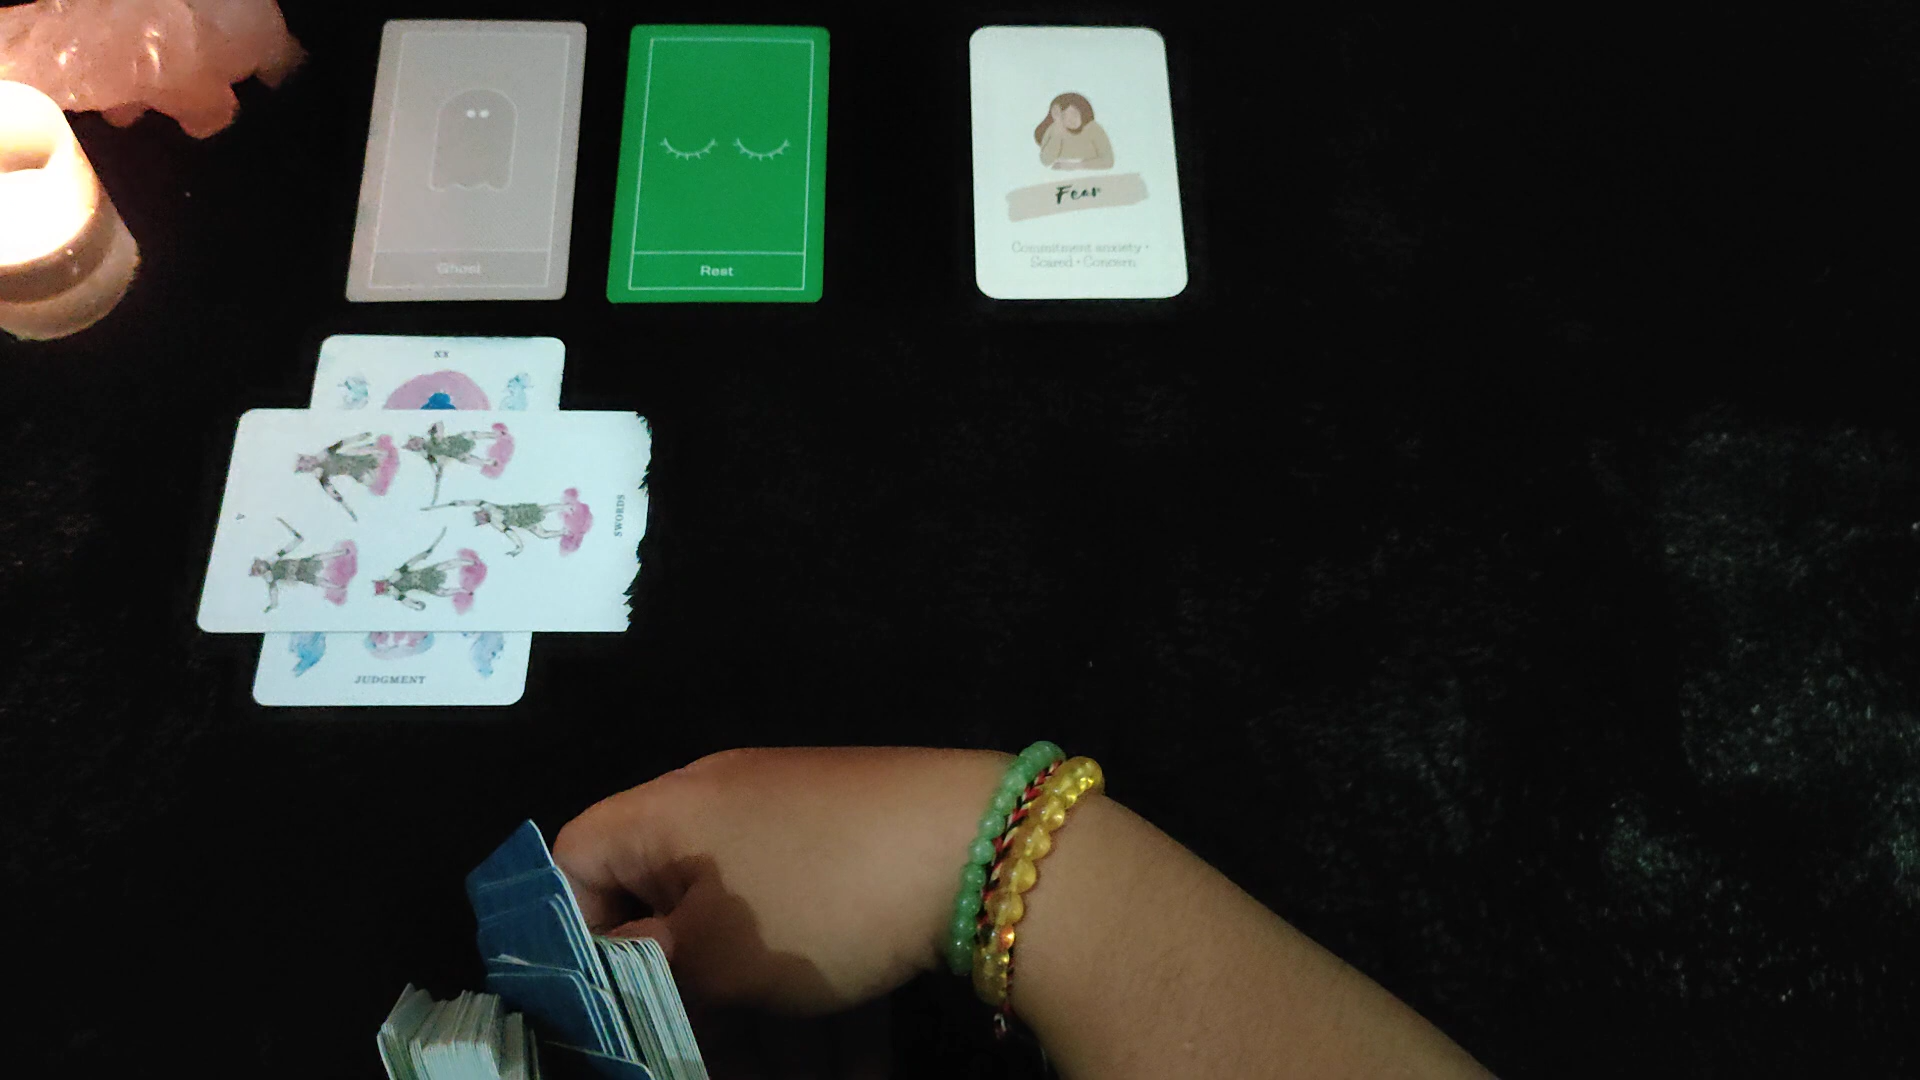 Ghost
Rest
Fear
Commitment anxiety •
Scared • Concern
XX
SWORDS
JUDGMENT